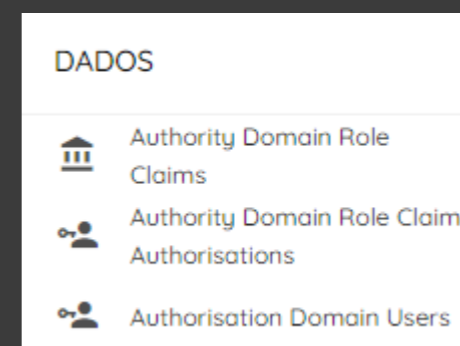 DADOS
Authority Domain Role
Claims
Authority Domain Role Claim
Authorisations
Authorisation Domain Users